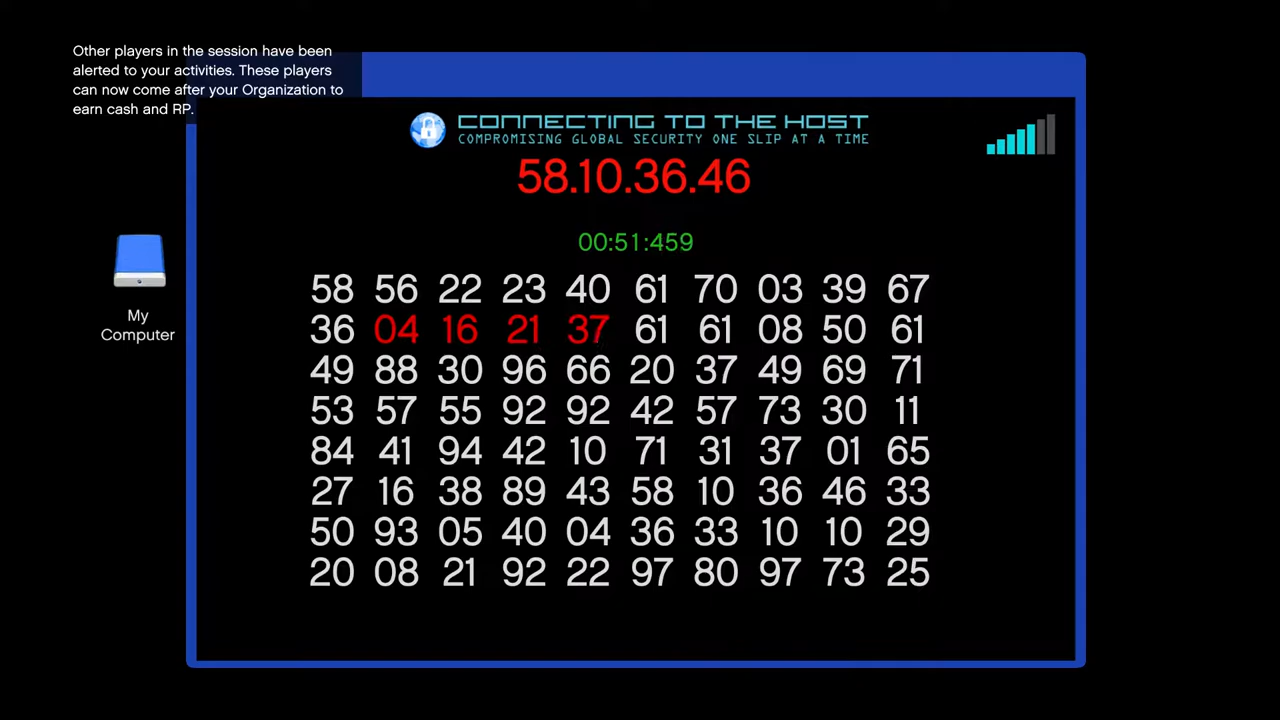 Other players in the session have been
alerted to your activities. These players
can now come after your Organization to
earn cash and RP.
CONNECTING TO THE HOST
COMPROMISING GLOBAL SECURITY ONE SLIP AT A TIME
58.10.36.46
00:51:459
My
Computer
58 56 22 23 40 61 70 03 39 67
36 04 16 21 37 61 61 08 50 61
49 88 30 96 66 20 37 49 69 71
53 57 55 92 92 42 57 73 30 11
84 41 94 42 10 71 31 37 01 65
27 16 38 89 43 58 10 36 46 33
50 93 05 40 04 36 33 10 10 29
20 08 21 92 22 97 80 97 73 25